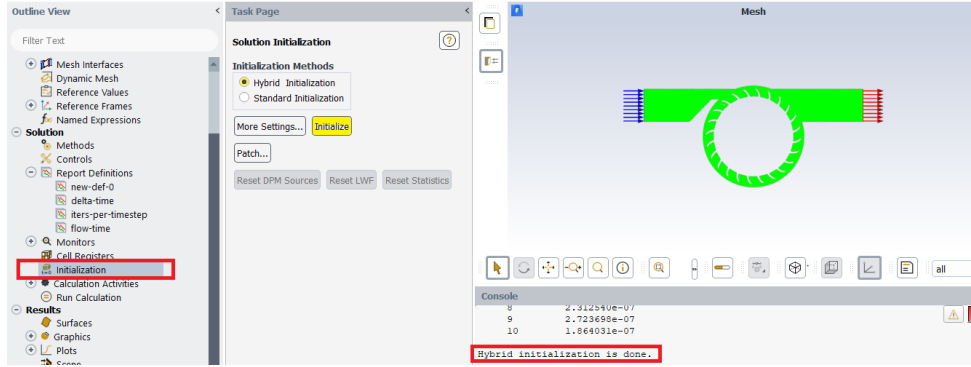 Outline View
<
Filter Text
Mesh Interfaces
Dynamic Mesh
Reference Values
Reference Frames
Named Expressions
Solution
Methods
Controls
Report Definitions
new-def-0
delta-time
iters-per-timestep
flow-time
Monitors
Cell Registers
Initialization
Calculation Activities
Run Calculation
Results
Surfaces
Graphics
Plots
Scene
Task Page
<
Solution Initialization
?
Initialization Methods
Hybrid Initialization
Standard Initialization
More Settings...
Initialize
Patch...
Reset DPM Sources
Reset LWF
Reset Statistics
Mesh
all
Console
8 2.312540e-07
9 2.723698e-07
10 1.864031e-07
Hybrid initialization is done.